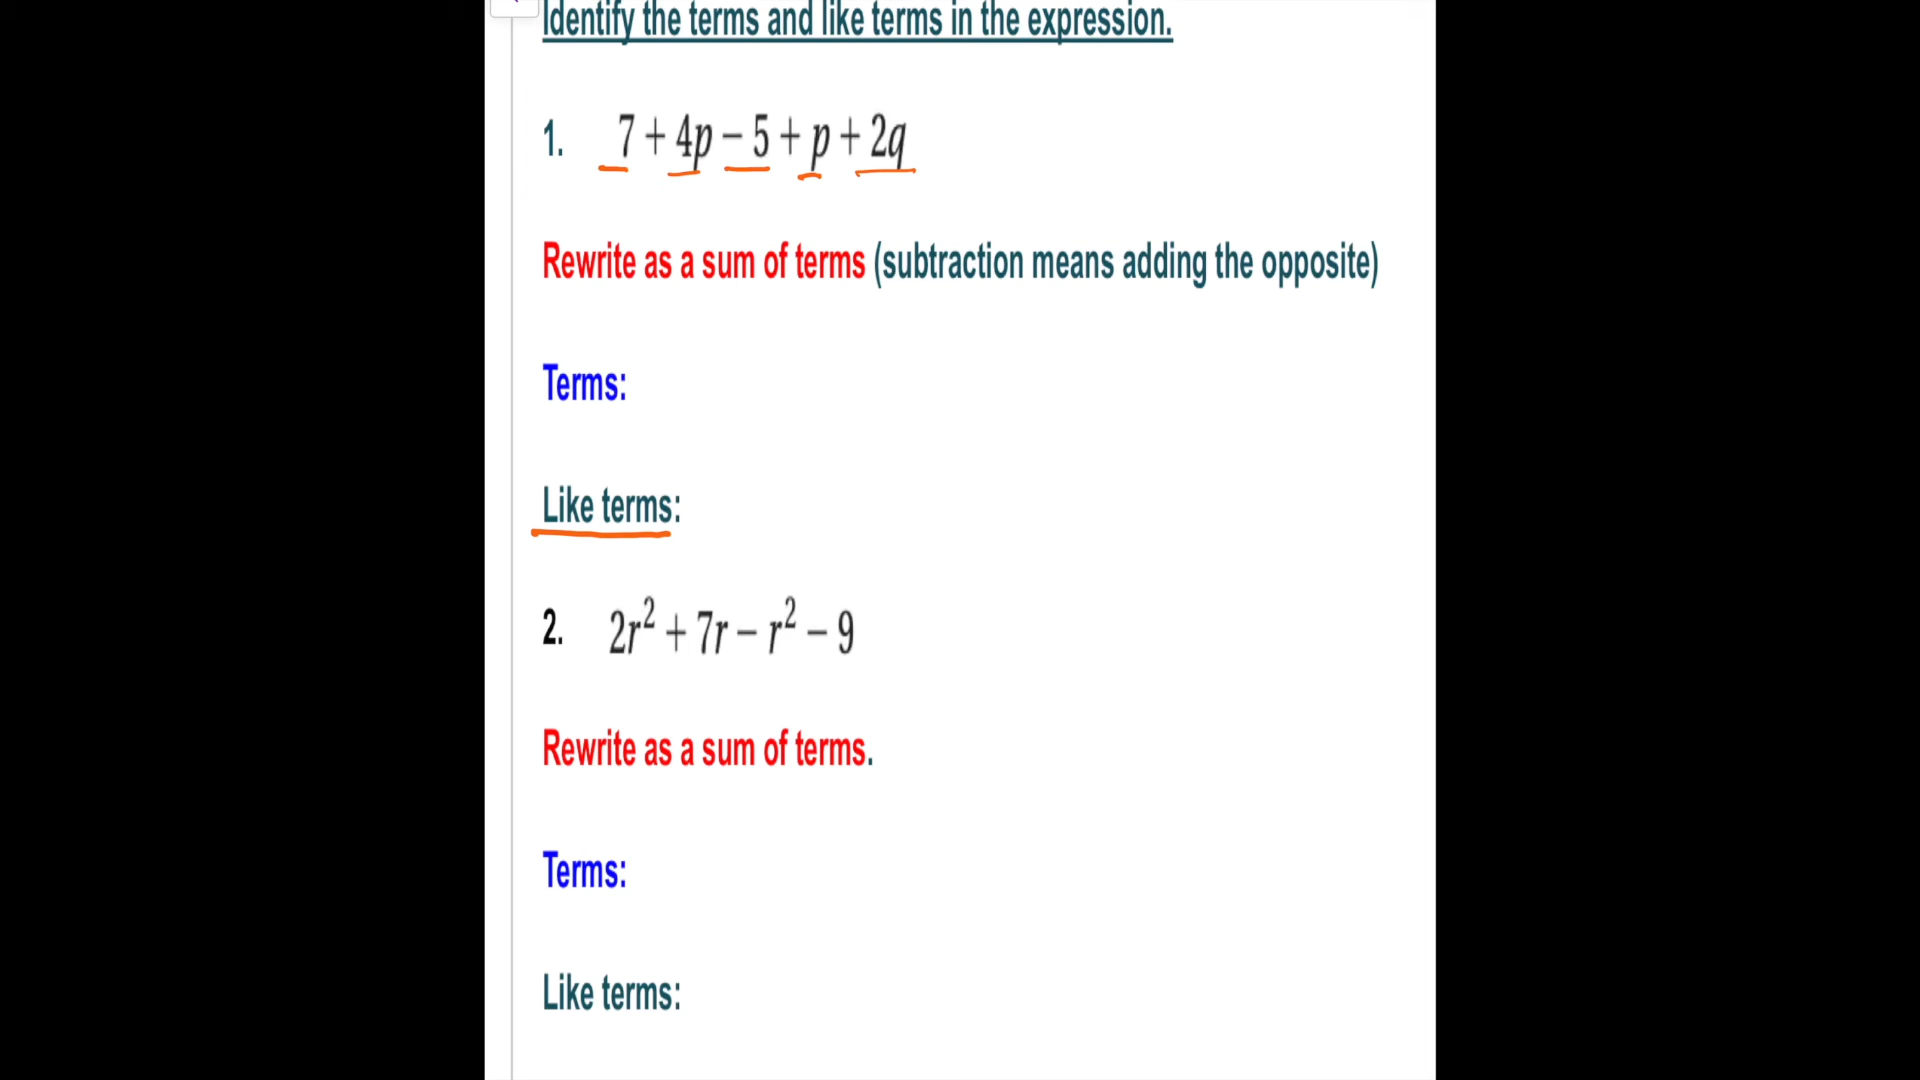 Identify the terms and like terms in the expression.
1. 7 + 4p − 5 + p + 2q
Rewrite as a sum of terms (subtraction means adding the opposite)
Terms:
Like terms:
2. 2r² + 7r − r² − 9
Rewrite as a sum of terms.
Terms:
Like terms: